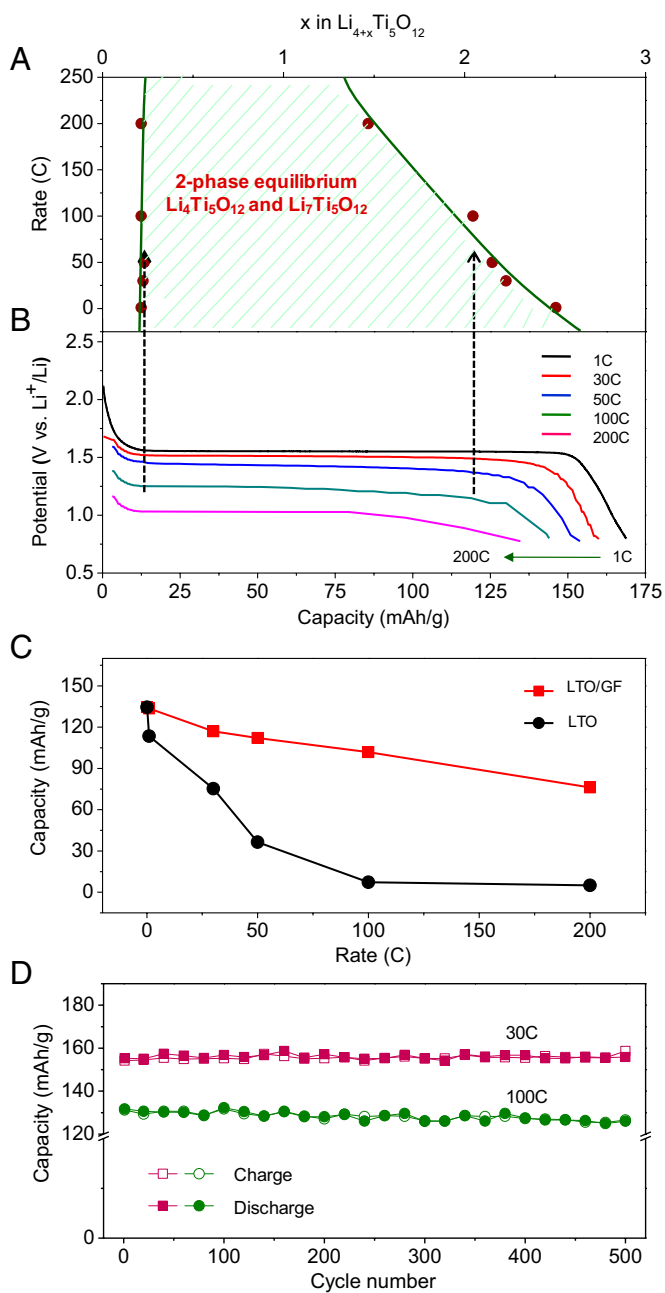 x in Li4+xTi5O12
0 1 2 3
A
250
200
150
100
50
0
Rate (C)
2-phase equilibrium
Li4Ti5O12 and Li7Ti5O12
B
2.5
2.0
1.5
1.0
0.5
Potential (V vs. Li+/Li)
1C
30C
50C
100C
200C
200C 1C
0 25 50 75 100 125 150 175
Capacity (mAh/g)
C
150
120
90
60
30
0
Capacity (mAh/g)
LTO/GF
LTO
0 50 100 150 200
Rate (C)
D
180
160
140
120
0
Capacity (mAh/g)
30C
100C
Charge
Discharge
0 100 200 300 400 500
Cycle number